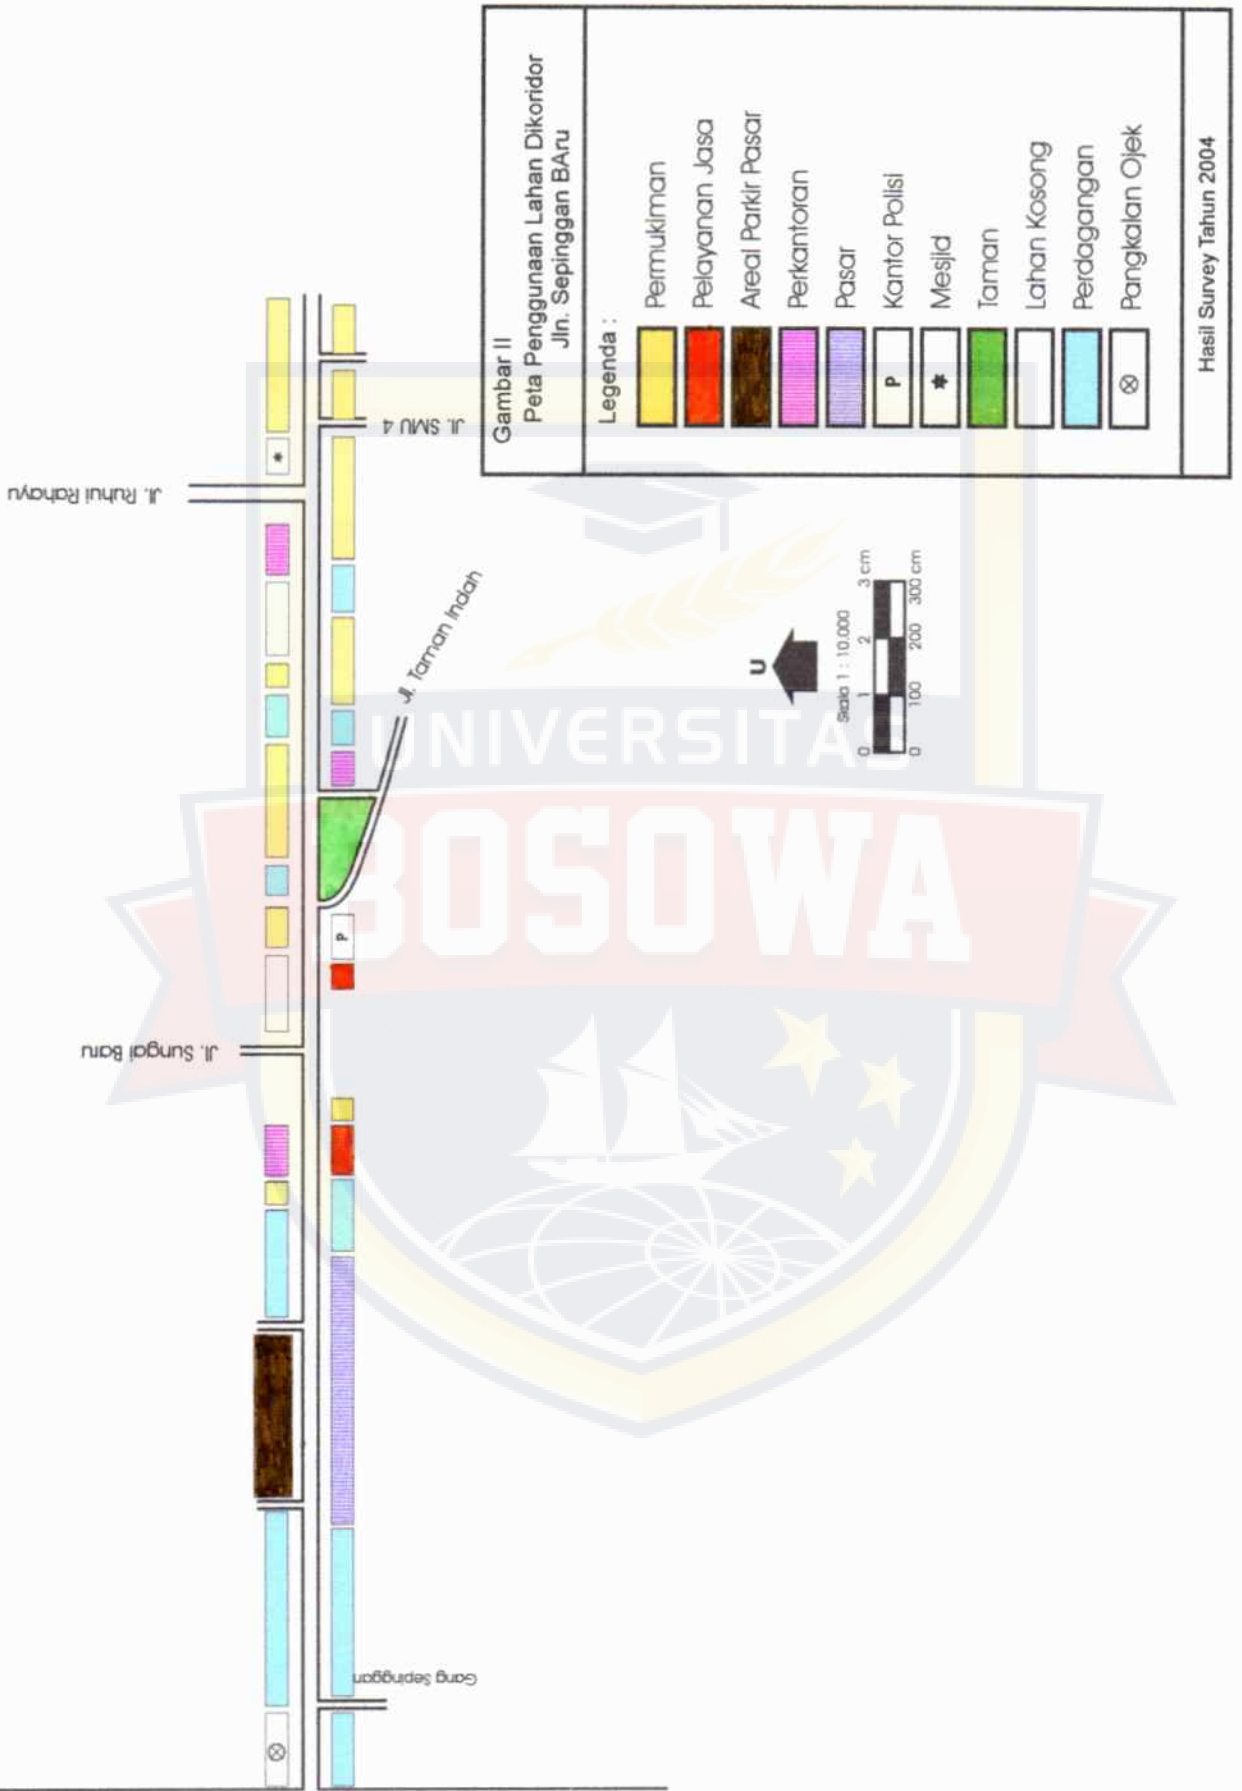 Gambar II
Peta Penggunaan Lahan Dikoridor
Jln. Sepinggan BAru
Legenda :
Permukiman
Pelayanan Jasa
Areal Parkir Pasar
Perkantoran
Pasar
P Kantor Polisi
* Mesjid
Taman
Lahan Kosong
Perdagangan
⊗ Pangkalan Ojek
Hasil Survey Tahun 2004
Jl. Ruhui Rahayu
Jl. SMU 4
Jl. Taman Indah
Jl. Sungai Baru
Gang Sepinggan
*
P
⊗
U
Skala 1 : 10.000
0 1 2 3 cm
0 100 200 300 cm
UNIVERSITAS
BOSOWA